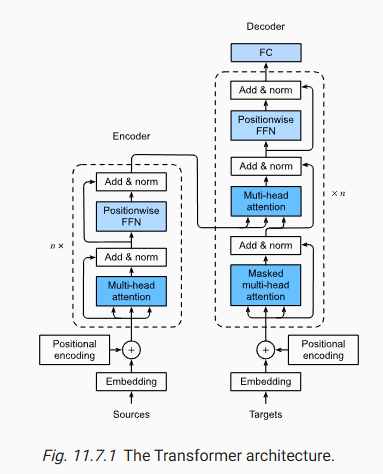 Decoder
FC
Add & norm
Positionwise
FFN
Add & norm
Muti-head
attention
× n
Add & norm
Masked
multi-head
attention
Positional
encoding
Embedding
Targets
Encoder
Add & norm
Positionwise
FFN
n ×
Add & norm
Multi-head
attention
Positional
encoding
Embedding
Sources
Fig. 11.7.1 The Transformer architecture.